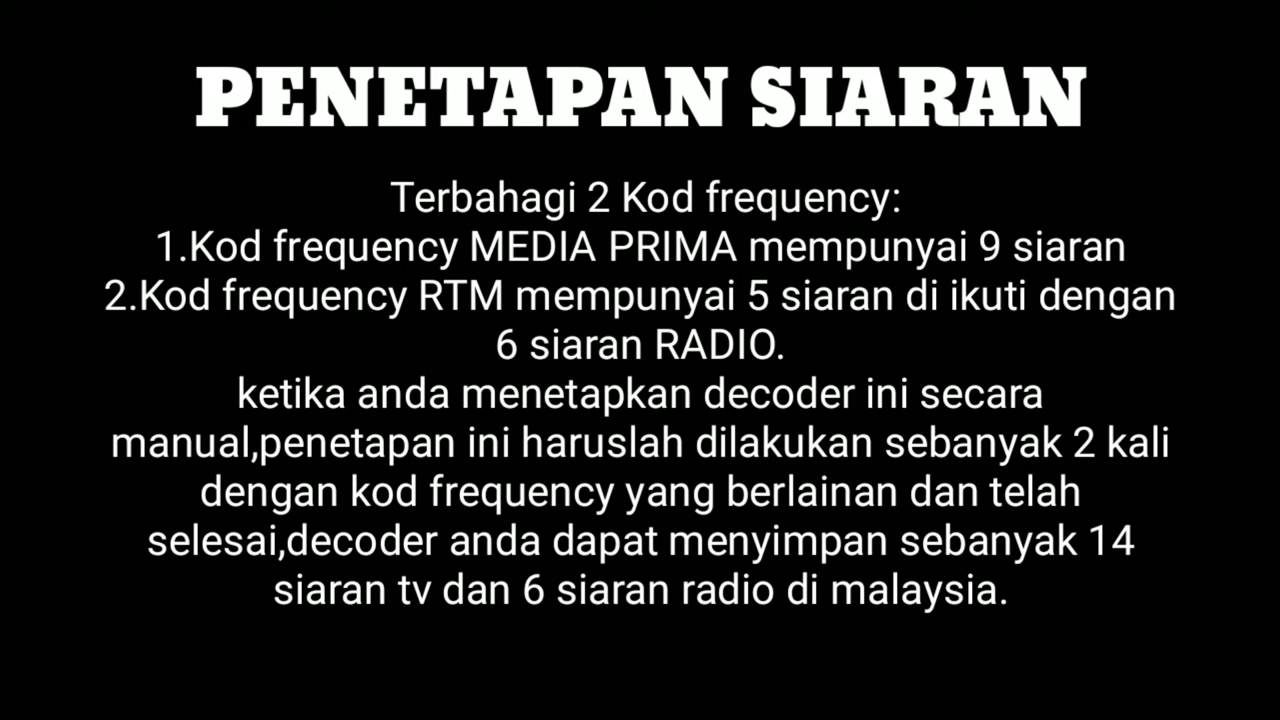 PENETAPAN SIARAN
Terbahagi 2 Kod frequency:
1.Kod frequency MEDIA PRIMA mempunyai 9 siaran
2.Kod frequency RTM mempunyai 5 siaran di ikuti dengan
6 siaran RADIO.
ketika anda menetapkan decoder ini secara
manual,penetapan ini haruslah dilakukan sebanyak 2 kali
dengan kod frequency yang berlainan dan telah
selesai,decoder anda dapat menyimpan sebanyak 14
siaran tv dan 6 siaran radio di malaysia.